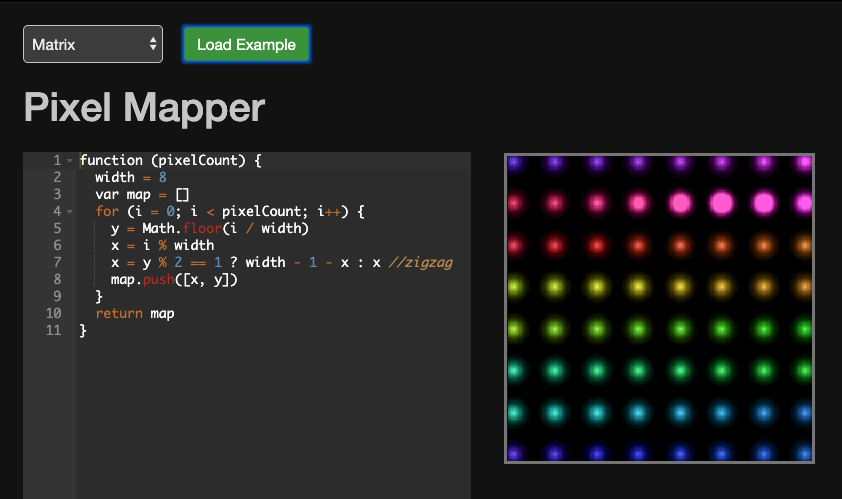 Matrix
Load Example
Pixel Mapper
1 function (pixelCount) {
2 width = 8
3 var map = []
4 for (i = 0; i < pixelCount; i++) {
5 y = Math.floor(i / width)
6 x = i % width
7 x = y % 2 == 1 ? width - 1 - x : x //zigzag
8 map.push([x, y])
9 }
10 return map
11 }